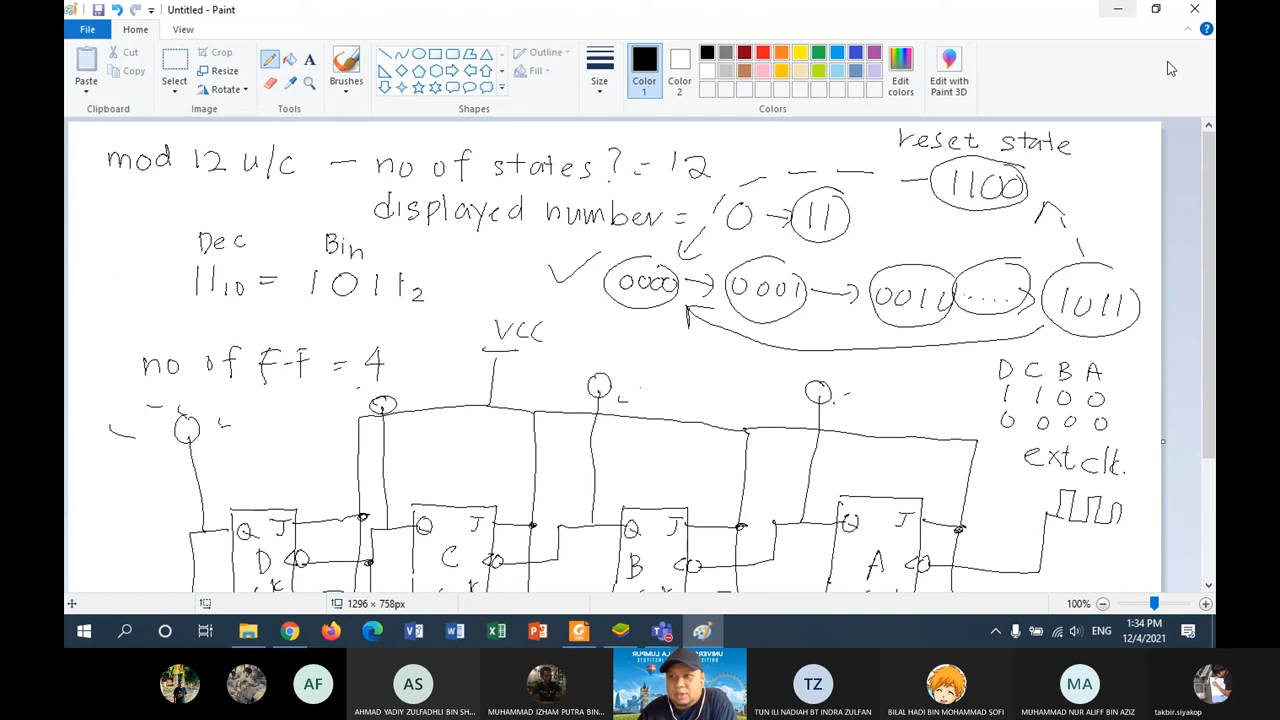 Untitled - Paint
File
Home
View
Paste
Cut
Copy
Clipboard
Select
Crop
Resize
Rotate
Image
Tools
Brushes
Shapes
Outline
Fill
Size
Color 1
Color 2
Colors
Edit colors
Edit with Paint 3D
reset state
mod 12 u/c - no of states? = 12
1100
displayed number = 0 → 11
Dec Bin
11 10 = 1011 2
0000 → 0001 → 0011 ..... → 1011
no of F-F = 4
VCC
D C B A
1 1 0 0
0 0 0 0
ext clk.
Q J Q J Q J Q J
D C B A
K K K
1296 × 758px
100%
ENG
1:34 PM
12/4/2021
AF
AS
TZ
MA
AHMAD YADIY ZULFADHLI BIN SH...
MUHAMMAD IZHAM PUTRA BIN...
TUN ILI NADIAH BT INDRA ZULFAN
BILAL HADI BIN MOHAMMAD SOFI
MUHAMMAD NUR ALIFF BIN AZIZ
takbir.siyakop